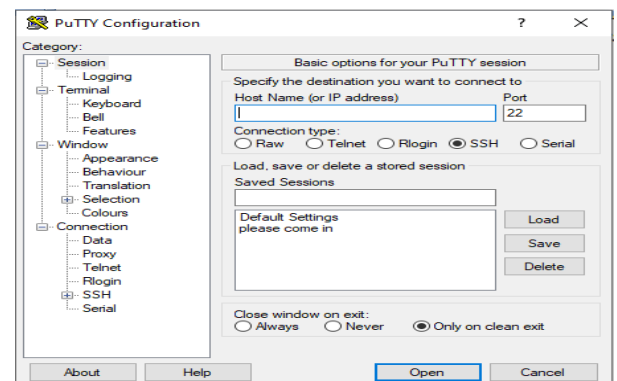 PuTTY Configuration ? ×
Category:
Session
Logging
Terminal
Keyboard
Bell
Features
Window
Appearance
Behaviour
Translation
Selection
Colours
Connection
Data
Proxy
Telnet
Rlogin
SSH
Serial
Basic options for your PuTTY session
Specify the destination you want to connect to
Host Name (or IP address) Port
22
Connection type:
Raw Telnet Rlogin SSH Serial
Load, save or delete a stored session
Saved Sessions
Default Settings
please come in
Load
Save
Delete
Close window on exit:
Always Never Only on clean exit
About Help Open Cancel